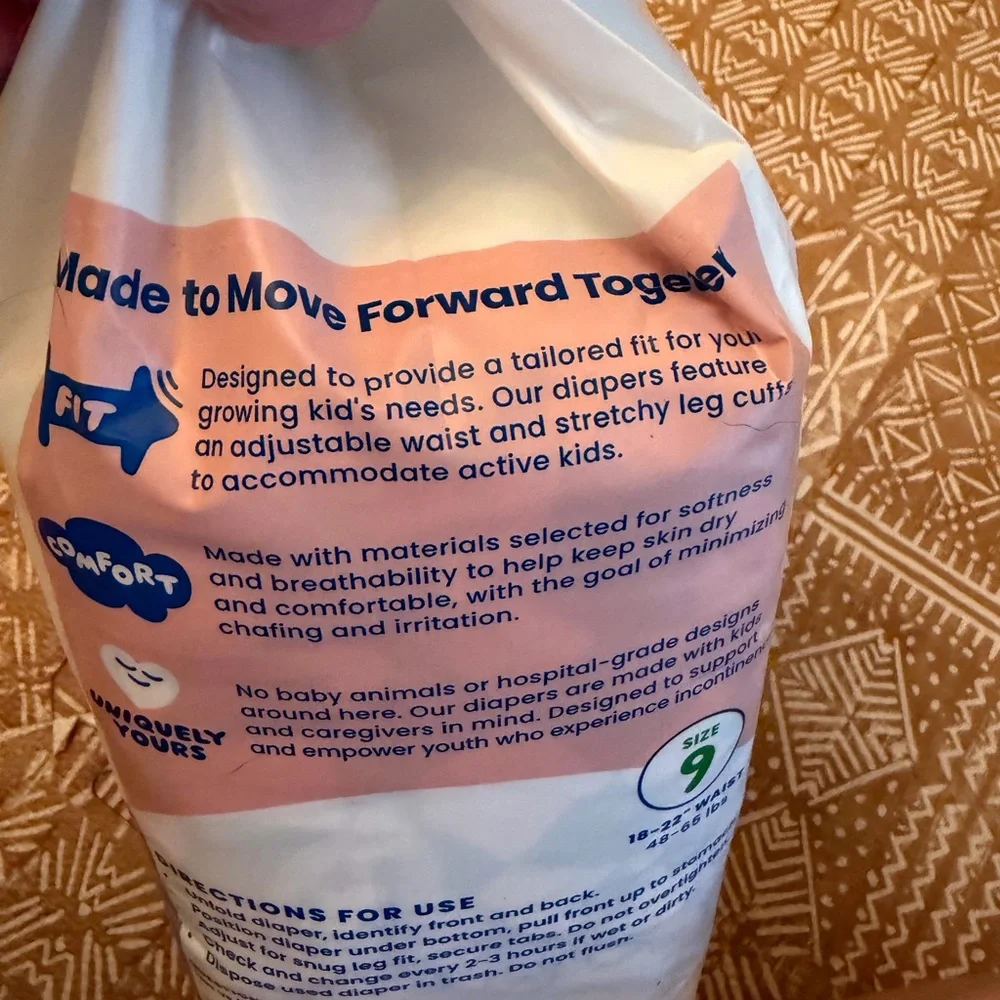 Made to Move Forward Together
FIT
Designed to provide a tailored fit for your
growing kid's needs. Our diapers feature
an adjustable waist and stretchy leg cuffs
to accommodate active kids.
COMFORT
Made with materials selected for softness
and breathability to help keep skin dry
and comfortable, with the goal of minimizing
chafing and irritation.
UNIQUELY
YOURS
No baby animals or hospital-grade designs
around here. Our diapers are made with kids
and caregivers in mind. Designed to support
and empower youth who experience incontinen
SIZE
9
18-22" WAIST
48-65 lbs
DIRECTIONS FOR USE
Unfold diaper, identify front and back.
Position diaper under bottom, pull front up to stomach
Adjust for snug leg fit, secure tabs. Do not overtighten.
Check and change every 2-3 hours if wet or dirty.
Dispose used diaper in trash. Do not flush.